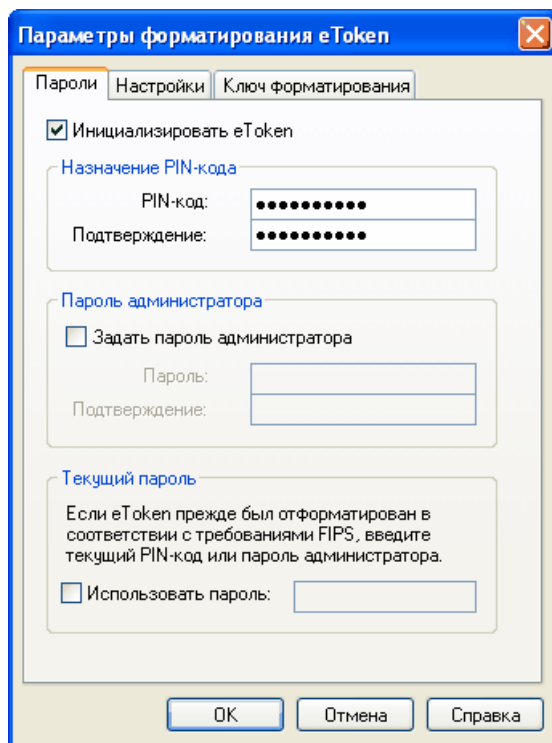 Параметры форматирования eToken
Пароли Настройки Ключ форматирования
Инициализировать eToken
Назначение PIN-кода
PIN-код: ●●●●●●●●●●
Подтверждение: ●●●●●●●●●●
Пароль администратора
Задать пароль администратора
Пароль:
Подтверждение:
Текущий пароль
Если eToken прежде был отформатирован в
соответствии с требованиями FIPS, введите
текущий PIN-код или пароль администратора.
Использовать пароль:
OK Отмена Справка